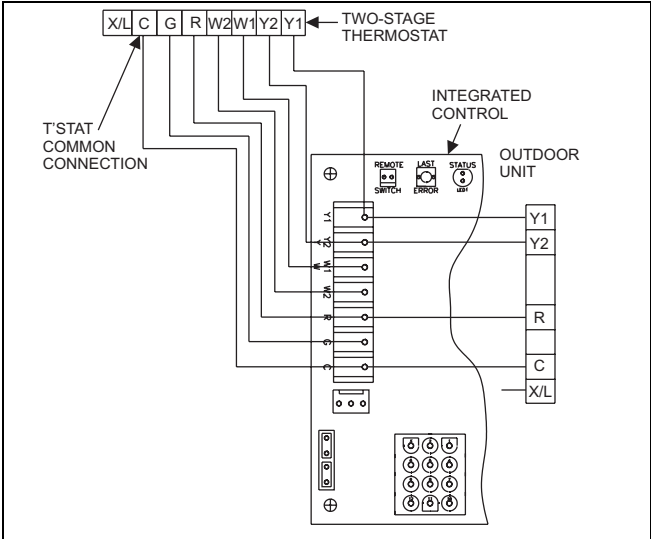 X/L C G R W2 W1 Y2 Y1
TWO-STAGE
THERMOSTAT
T'STAT
COMMON
CONNECTION
INTEGRATED
CONTROL
OUTDOOR
UNIT
REMOTE
SWITCH
LAST
ERROR
STATUS
LED1
Y1
Y2
Y
W1
W
W2
R
G
C
Y1
Y2
R
C
X/L